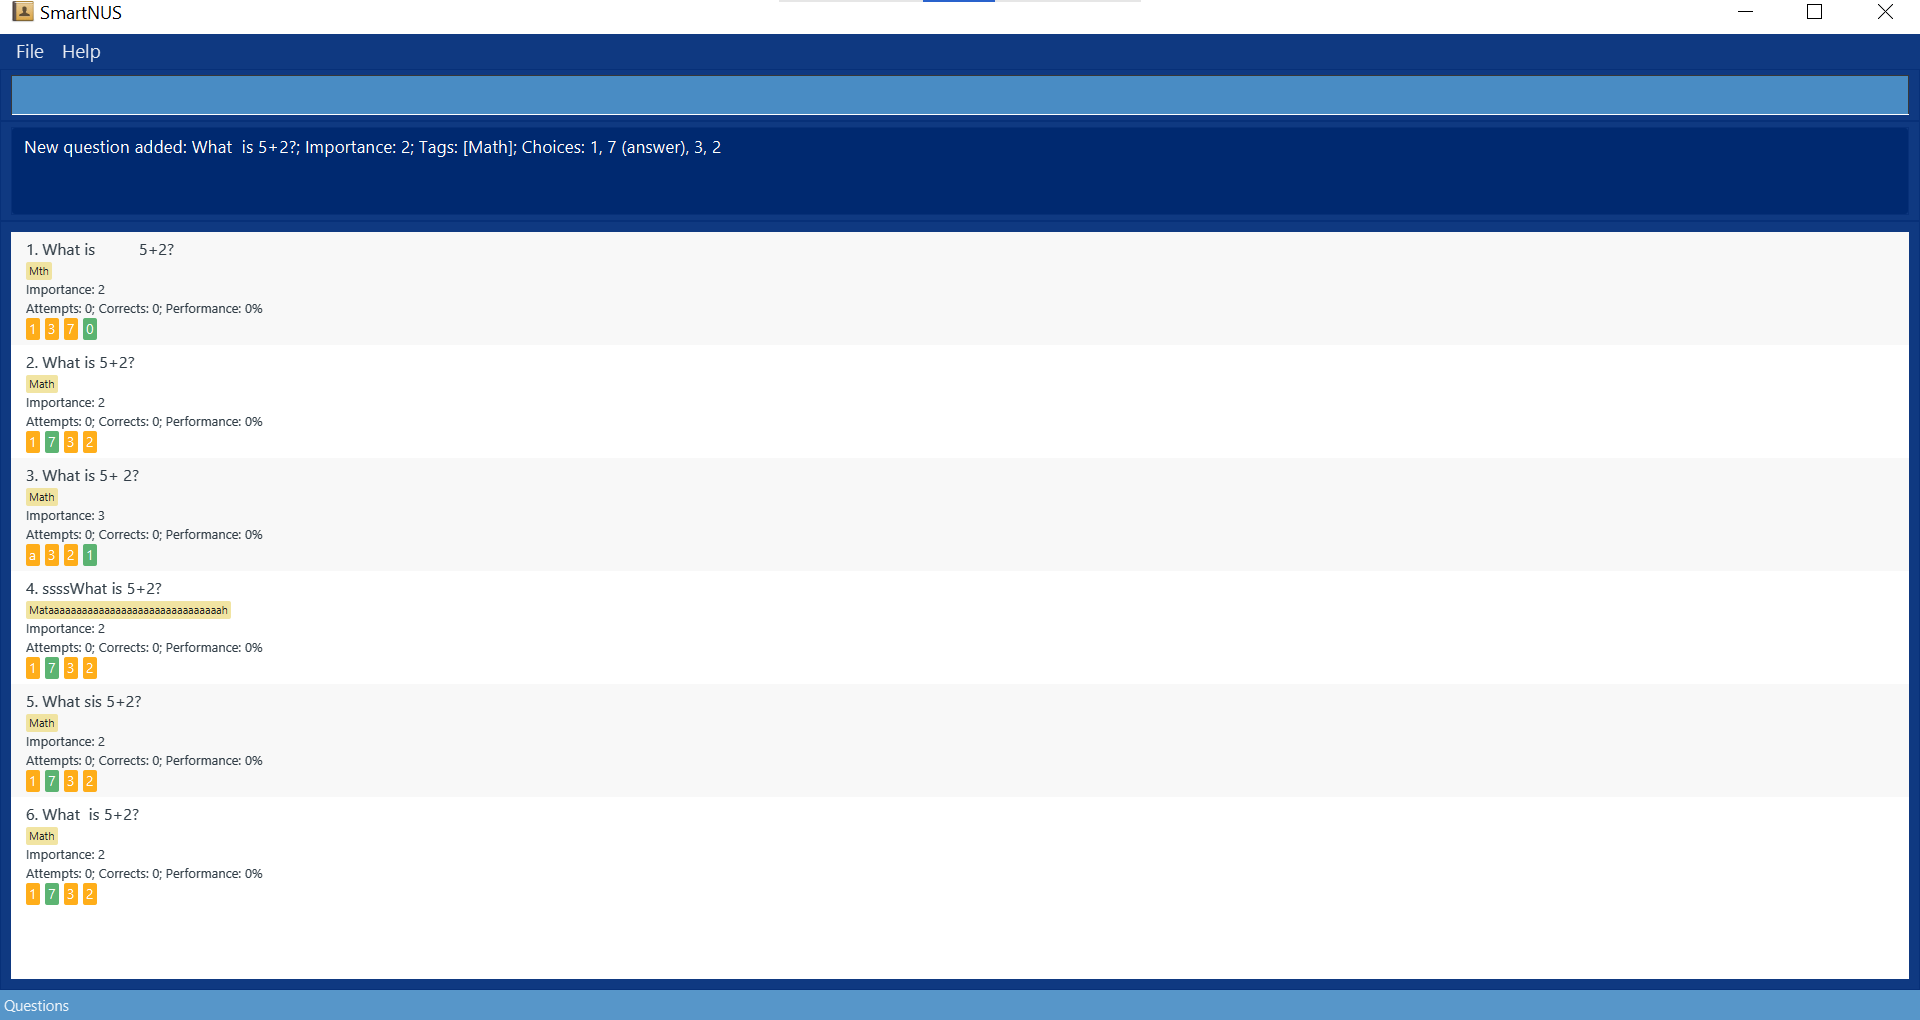 SmartNUS
File Help
New question added: What  is 5+2?; Importance: 2; Tags: [Math]; Choices: 1, 7 (answer), 3, 2
1. What is          5+2?
Mth
Importance: 2
Attempts: 0; Corrects: 0; Performance: 0%
1 3 7 0
2. What is 5+2?
Math
Importance: 2
Attempts: 0; Corrects: 0; Performance: 0%
1 7 3 2
3. What is 5+ 2?
Math
Importance: 3
Attempts: 0; Corrects: 0; Performance: 0%
a 3 2 1
4. ssssWhat is 5+2?
Mataaaaaaaaaaaaaaaaaaaaaaaaaaaaaaaah
Importance: 2
Attempts: 0; Corrects: 0; Performance: 0%
1 7 3 2
5. What sis 5+2?
Math
Importance: 2
Attempts: 0; Corrects: 0; Performance: 0%
1 7 3 2
6. What  is 5+2?
Math
Importance: 2
Attempts: 0; Corrects: 0; Performance: 0%
1 7 3 2
Questions